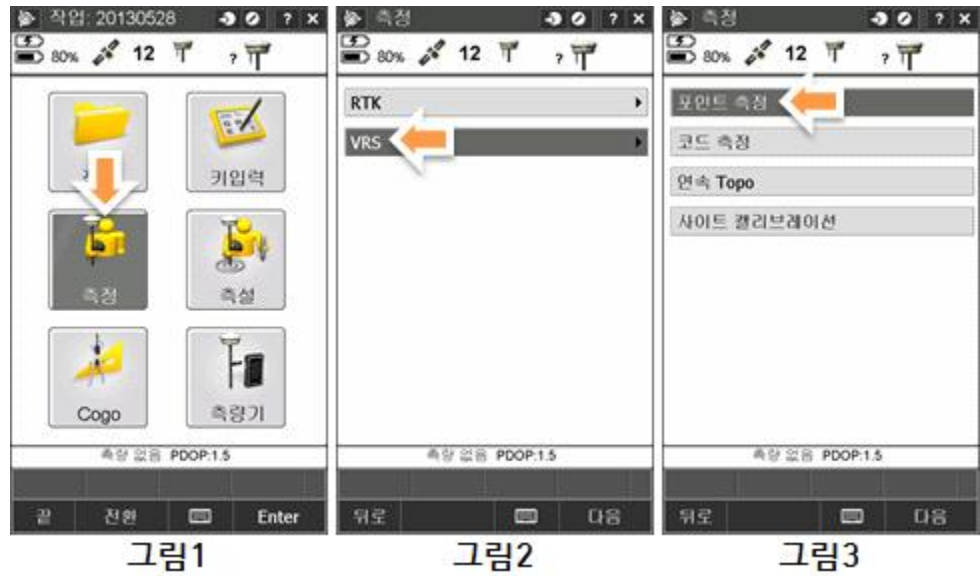 작업: 20130528
? ×
80% 12 ?
키입력
측정
측설
Cogo
측량기
측량 없음 PDOP:1.5
끝 전환 Enter
그림1
측정
? ×
80% 12 ?
RTK
VRS
측량 없음 PDOP:1.5
뒤로 다음
그림2
측정
? ×
80% 12 ?
포인트 측정
코드 측정
연속 Topo
사이트 캘리브레이션
측량 없음 PDOP:1.5
뒤로 다음
그림3